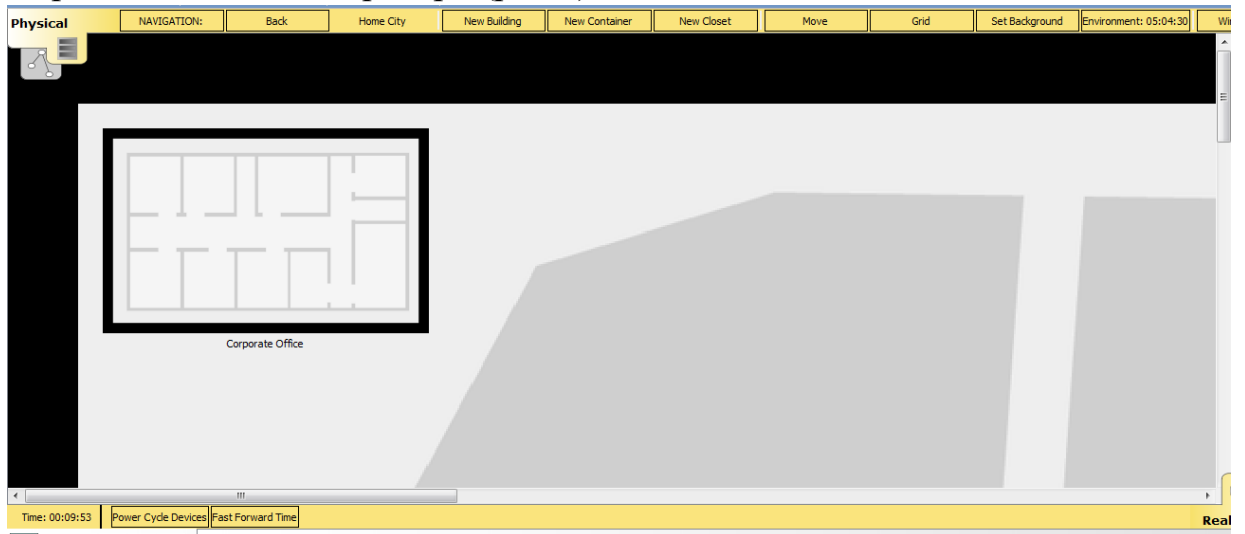 Physical NAVIGATION: Back Home City New Building New Container New Closet Move Grid Set Background Environment: 05:04:30
Corporate Office
Time: 00:09:53 Power Cycle Devices Fast Forward Time